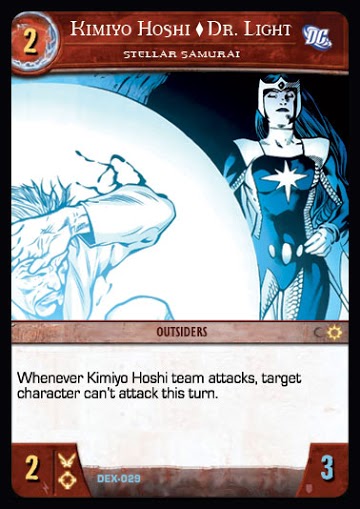 2
KIMIYO HOSHI ♦ DR. LIGHT
STELLAR SAMURAI
DC
OUTSIDERS
Whenever Kimiyo Hoshi team attacks, target
character can't attack this turn.
2
DEX-029
3